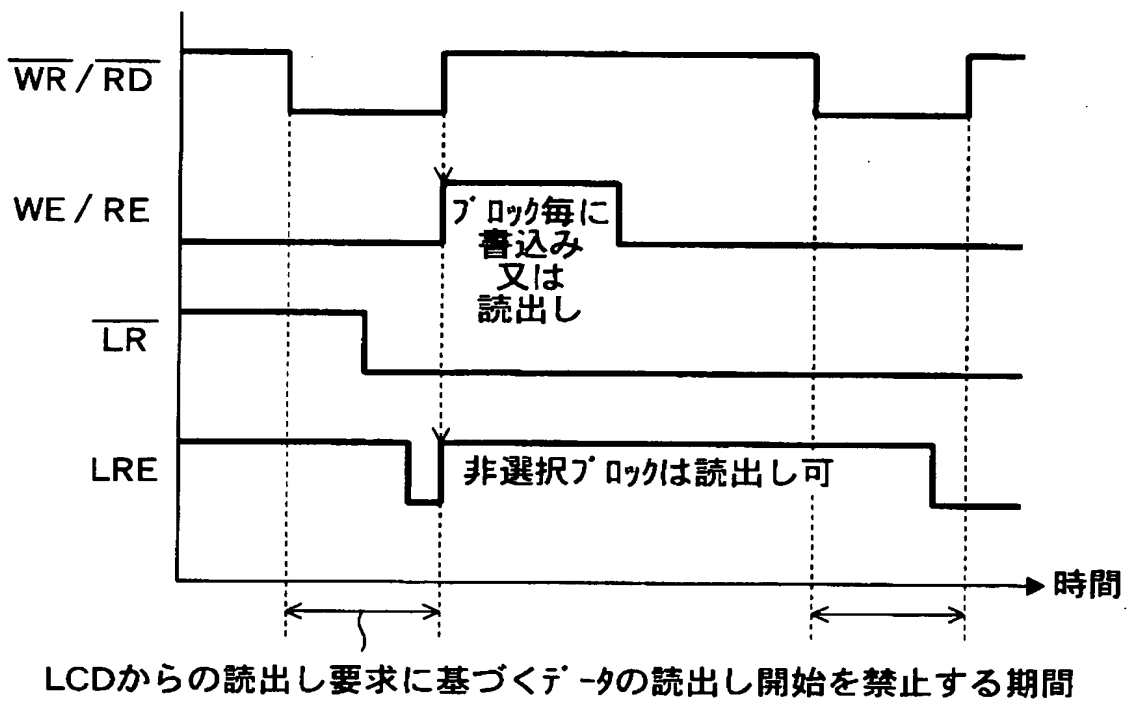 WR/RD
WE/RE
ブロック毎に
書込み
又は
読出し
LR
LRE
非選択ブロックは読出し可
時間
LCDからの読出し要求に基づくデータの読出し開始を禁止する期間